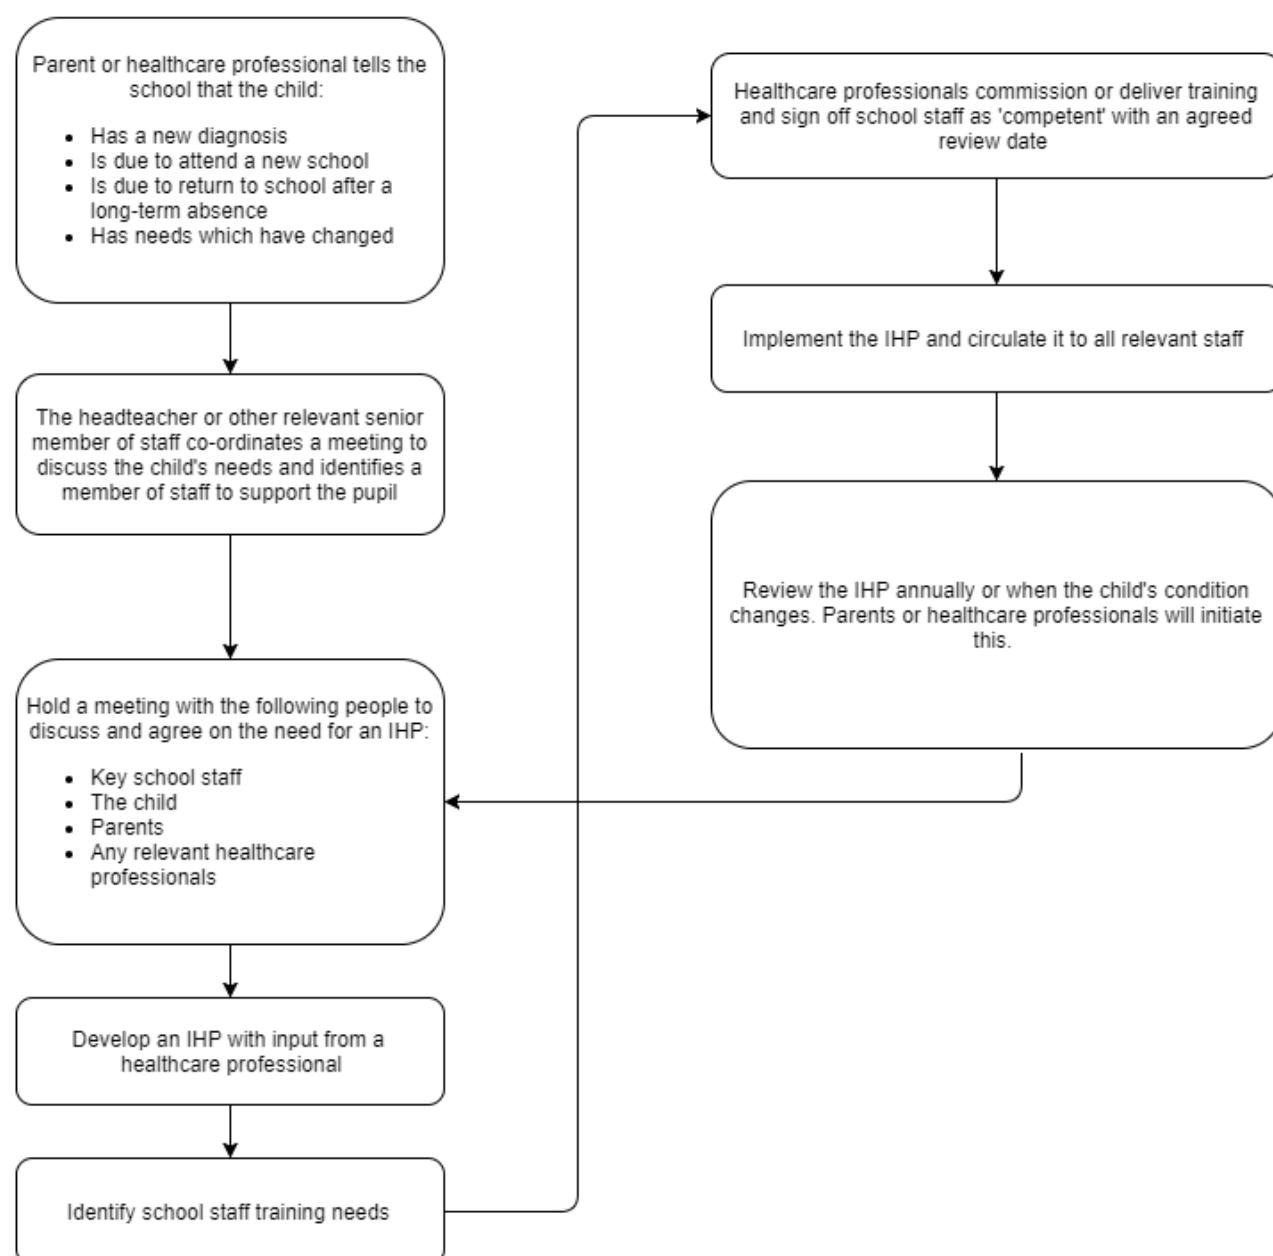 Parent or healthcare professional tells the
school that the child:
• Has a new diagnosis
• Is due to attend a new school
• Is due to return to school after a
long-term absence
• Has needs which have changed
The headteacher or other relevant senior
member of staff co-ordinates a meeting to
discuss the child's needs and identifies a
member of staff to support the pupil
Hold a meeting with the following people to
discuss and agree on the need for an IHP:
• Key school staff
• The child
• Parents
• Any relevant healthcare
professionals
Develop an IHP with input from a
healthcare professional
Identify school staff training needs
Healthcare professionals commission or deliver training
and sign off school staff as 'competent' with an agreed
review date
Implement the IHP and circulate it to all relevant staff
Review the IHP annually or when the child's condition
changes. Parents or healthcare professionals will initiate
this.